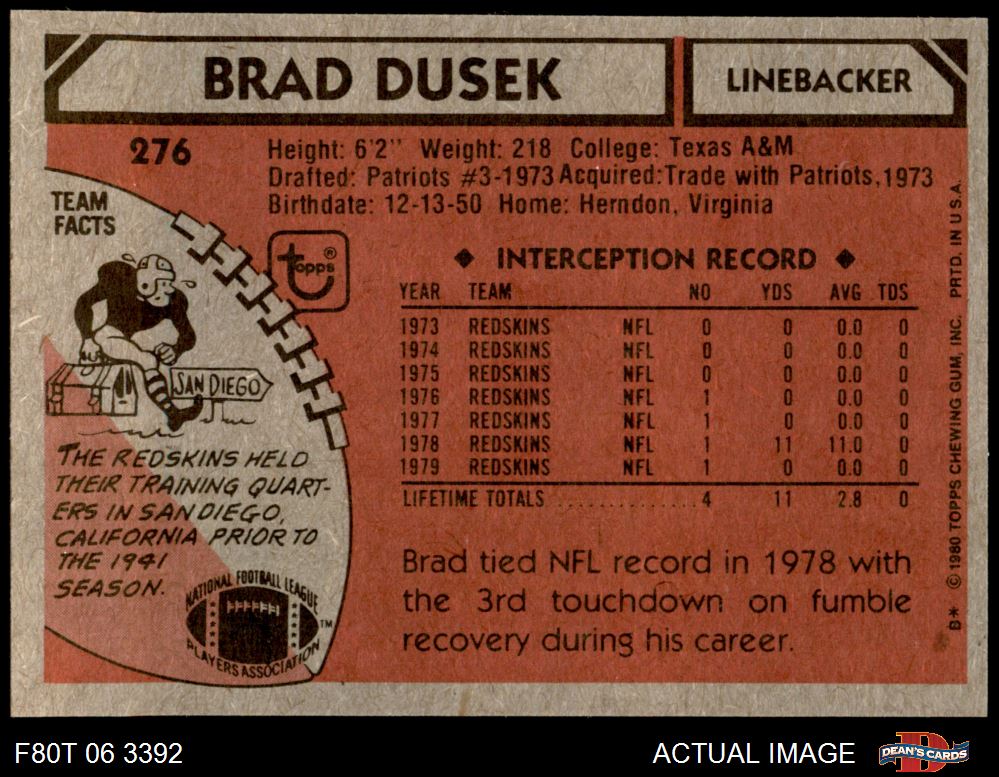 BRAD DUSEK
LINEBACKER
276
Height: 6'2" Weight: 218 College: Texas A&M
Drafted: Patriots #3-1973 Acquired: Trade with Patriots, 1973
Birthdate: 12-13-50 Home: Herndon, Virginia
TEAM
FACTS
topps®
SAN DIEGO
THE REDSKINS HELD
THEIR TRAINING QUART-
ERS IN SAN DIEGO,
CALIFORNIA PRIOR TO
THE 1941
SEASON.
NATIONAL FOOTBALL LEAGUE
PLAYERS ASSOCIATION
TM
◆ INTERCEPTION RECORD ◆
YEAR TEAM NO YDS AVG TDS
1973 REDSKINS NFL 0 0 0.0 0
1974 REDSKINS NFL 0 0 0.0 0
1975 REDSKINS NFL 0 0 0.0 0
1976 REDSKINS NFL 1 0 0.0 0
1977 REDSKINS NFL 1 0 0.0 0
1978 REDSKINS NFL 1 11 11.0 0
1979 REDSKINS NFL 1 0 0.0 0
LIFETIME TOTALS .............. 4 11 2.8 0
Brad tied NFL record in 1978 with
the 3rd touchdown on fumble
recovery during his career.
B* © 1980 TOPPS CHEWING GUM, INC. PRTD. IN U.S.A.
F80T 06 3392
ACTUAL IMAGE
DEAN'S CARDS